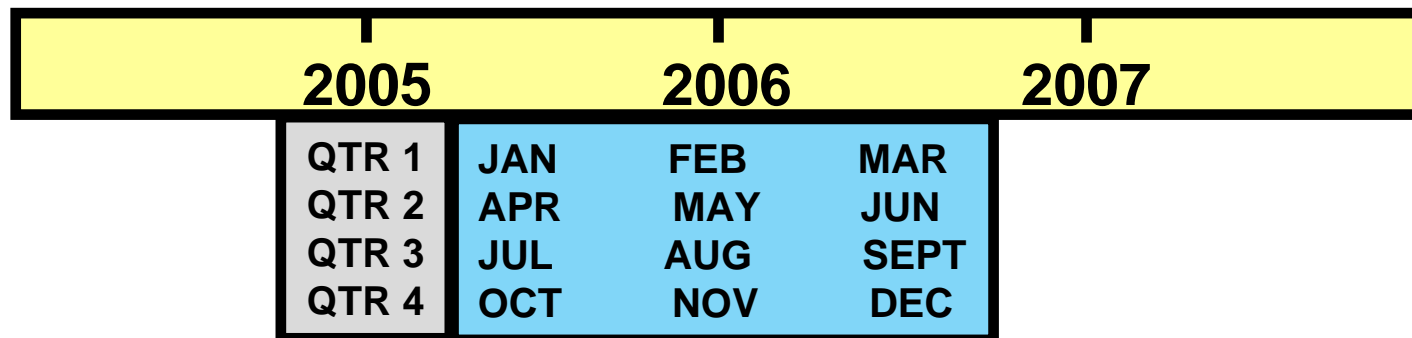 2005 2006 2007
QTR 1 JAN FEB MAR
QTR 2 APR MAY JUN
QTR 3 JUL AUG SEPT
QTR 4 OCT NOV DEC